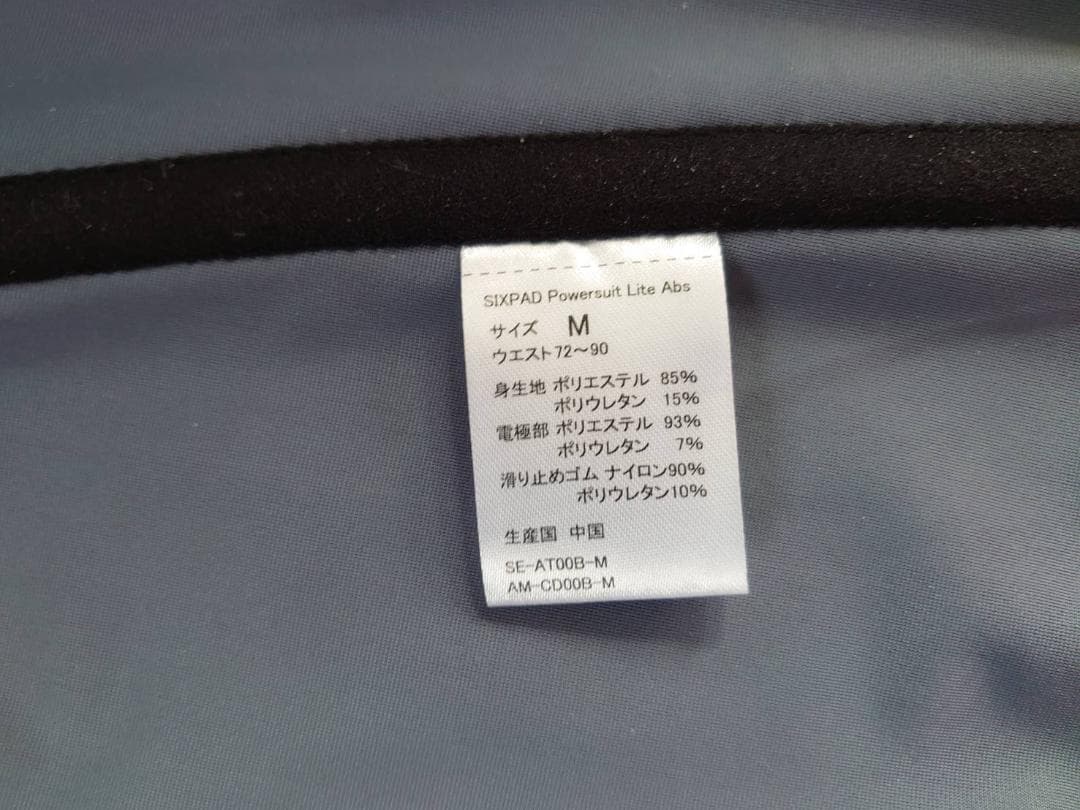 SIXPAD Powersuit Lite Abs
サイズ M
ウエスト72～90
身生地 ポリエステル 85%
ポリウレタン 15%
電極部 ポリエステル 93%
ポリウレタン 7%
滑り止めゴム ナイロン90%
ポリウレタン10%
生産国 中国
SE-AT00B-M
AM-CD00B-M